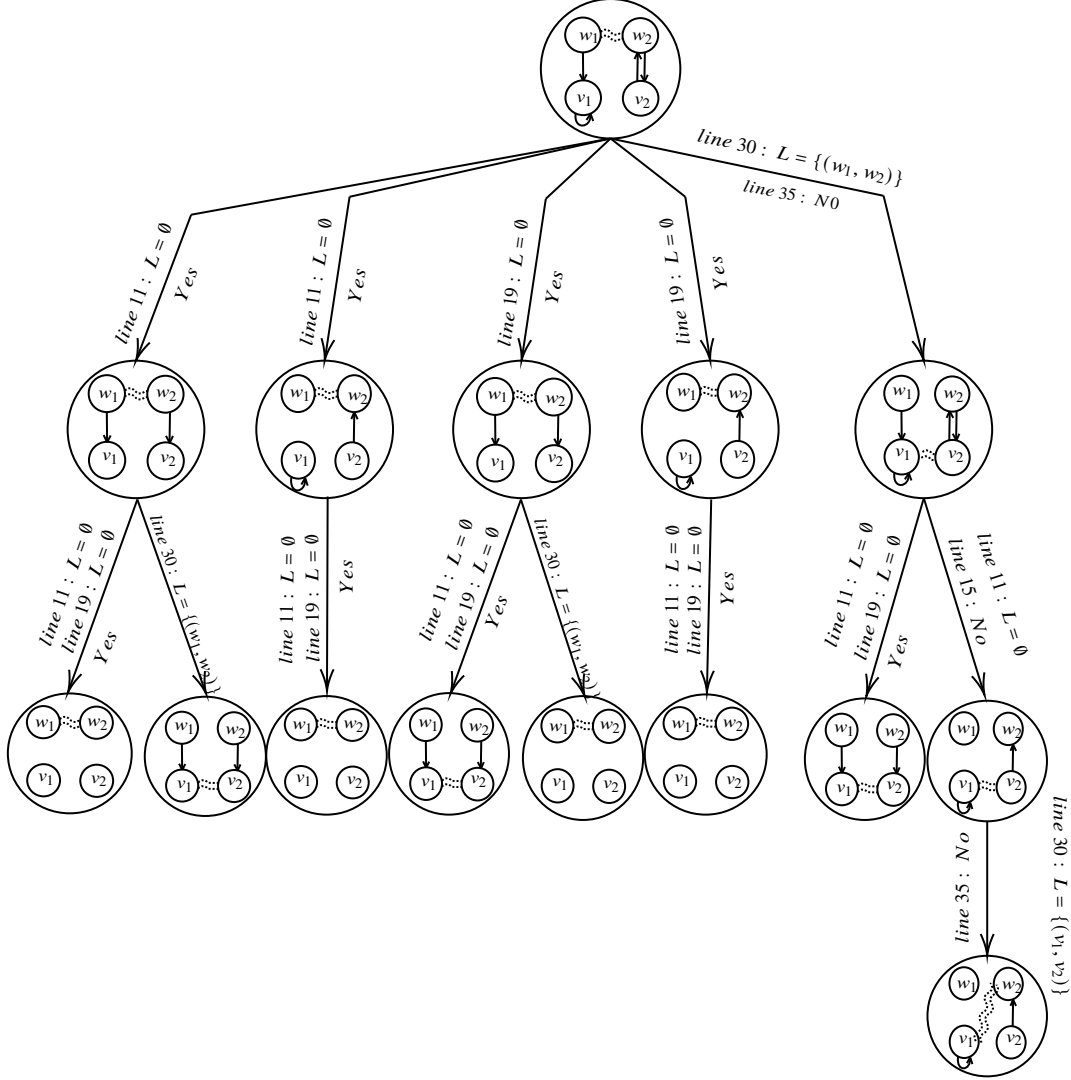 w₁ w₂
v₁ v₂
line 30 : L = {(w₁, w₂)}
line 35 : N0
line 11 : L = ∅
Yes
line 11 : L = ∅
Yes
line 19 : L = ∅
Yes
line 19 : L = ∅
Yes
w₁ w₂
v₁ v₂
w₁ w₂
v₁ v₂
w₁ w₂
v₁ v₂
w₁ w₂
v₁ v₂
w₁ w₂
v₁ v₂
line 11 : L = ∅
line 19 : L = ∅
Yes
line 30 : L = {(w₁, w₂)}
line 11 : L = ∅
line 19 : L = ∅
Yes
line 11 : L = ∅
line 19 : L = ∅
Yes
line 30 : L = {(w₁, w₂)}
line 11 : L = ∅
line 19 : L = ∅
Yes
line 11 : L = ∅
line 19 : L = ∅
Yes
line 11 : L = ∅
line 15 : No
w₁ w₂
v₁ v₂
w₁ w₂
v₁ v₂
w₁ w₂
v₁ v₂
w₁ w₂
v₁ v₂
w₁ w₂
v₁ v₂
w₁ w₂
v₁ v₂
w₁ w₂
v₁ v₂
w₁ w₂
v₁ v₂
line 35 : No
line 30 : L = {(v₁, v₂)}
w₁ w₂
v₁ v₂